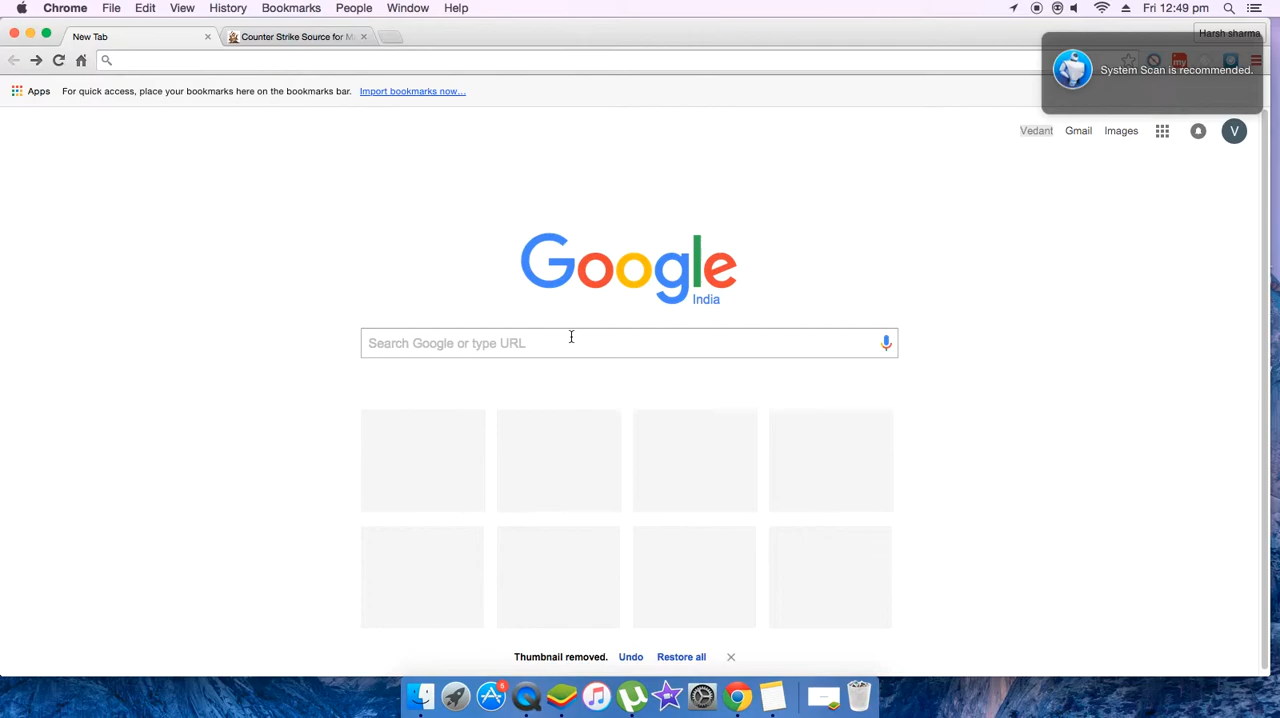 Chrome File Edit View History Bookmarks People Window Help Fri 12:49 pm
New Tab Counter Strike Source for M Harsh sharma
System Scan is recommended.
Apps For quick access, place your bookmarks here on the bookmarks bar. Import bookmarks now...
Vedant Gmail Images V
Google
India
Search Google or type URL
Thumbnail removed. Undo Restore all